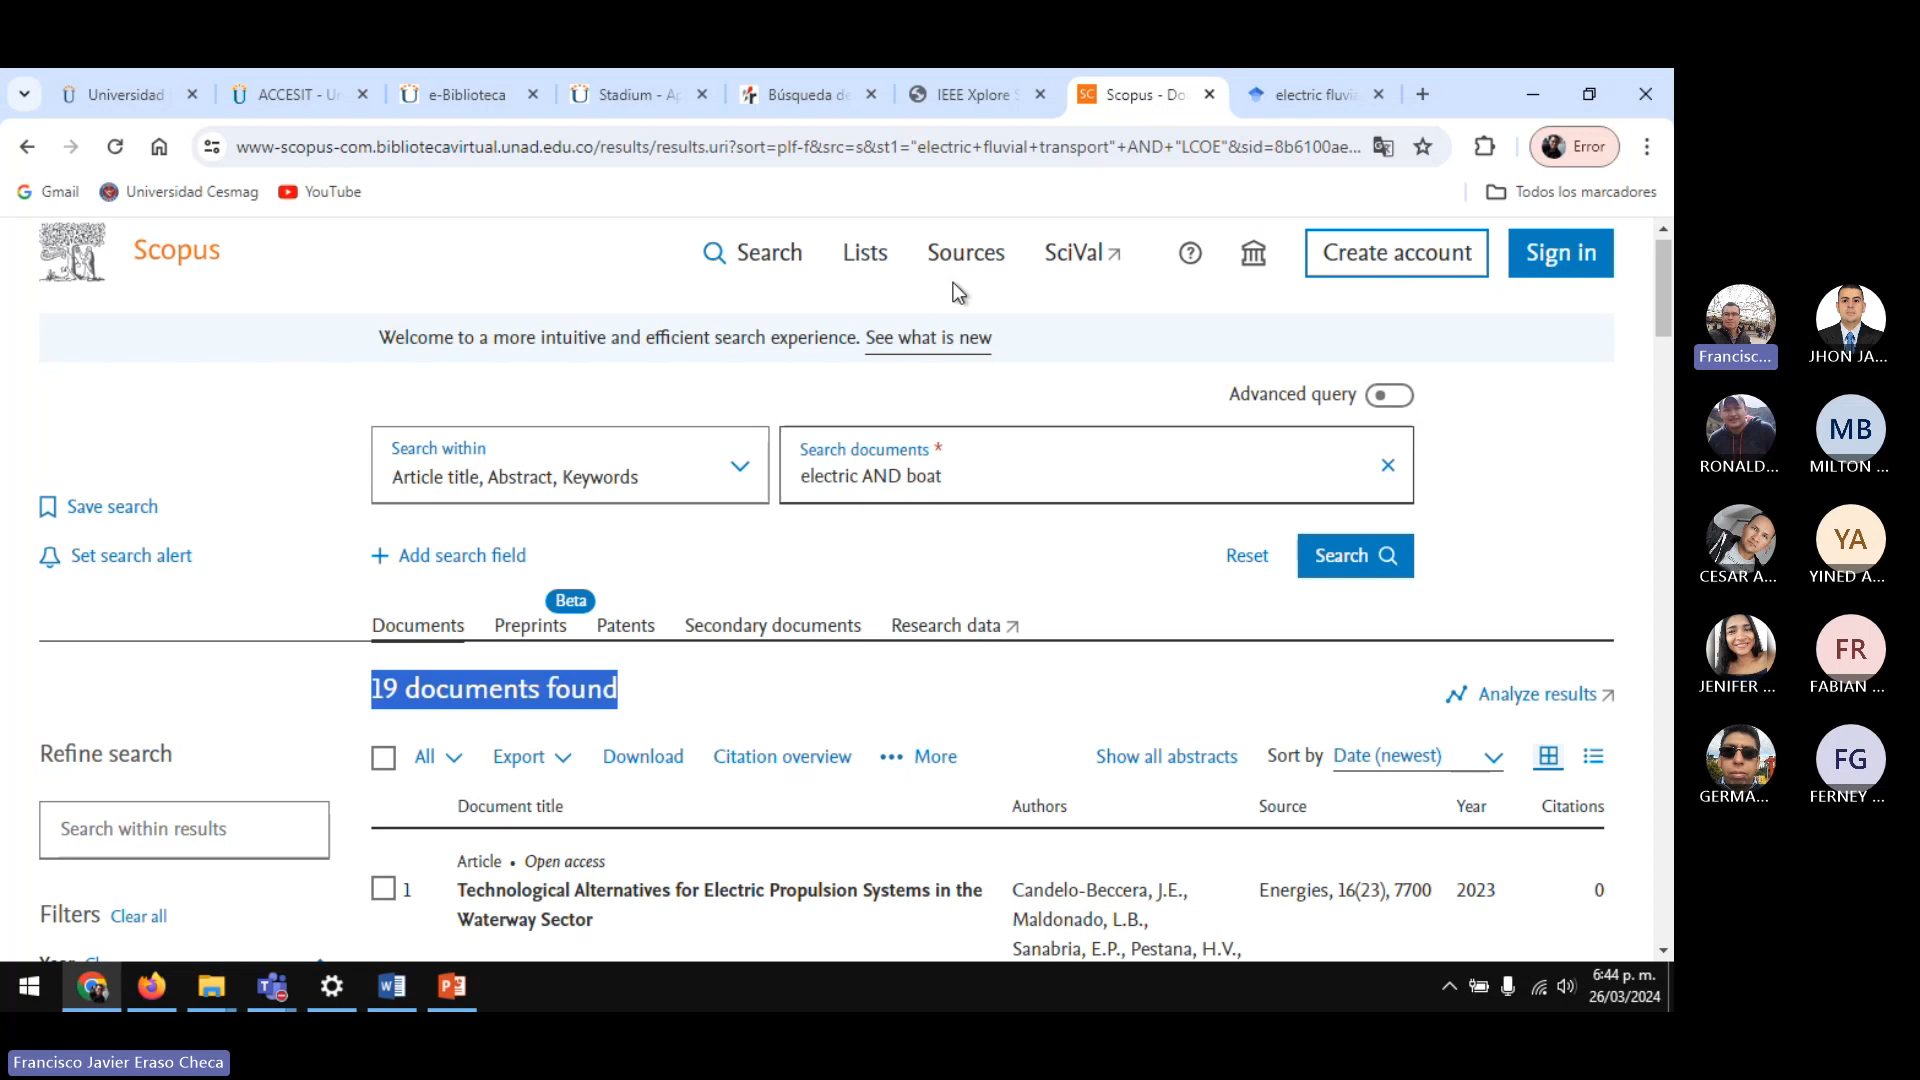 Universidad
ACCESIT - Un
e-Biblioteca
Stadium - Ap
Búsqueda de
IEEE Xplore S
SC Scopus - Do
electric fluvia
www-scopus-com.bibliotecavirtual.unad.edu.co/results/results.uri?sort=plf-f&src=s&st1="electric+fluvial+transport"+AND+"LCOE"&sid=8b6100ae...
Error
Gmail
Universidad Cesmag
YouTube
Todos los marcadores
Scopus
Search
Lists
Sources
SciVal
Create account
Sign in
Welcome to a more intuitive and efficient search experience. See what is new
Advanced query
Search within
Article title, Abstract, Keywords
Search documents *
electric AND boat
Save search
Set search alert
+ Add search field
Reset
Search
Beta
Documents
Preprints
Patents
Secondary documents
Research data
19 documents found
Analyze results
Refine search
All
Export
Download
Citation overview
••• More
Show all abstracts
Sort by Date (newest)
Document title
Authors
Source
Year
Citations
Search within results
Article • Open access
1
Technological Alternatives for Electric Propulsion Systems in the
Waterway Sector
Candelo-Beccera, J.E.,
Maldonado, L.B.,
Sanabria, E.P., Pestana, H.V.,
Energies, 16(23), 7700
2023
0
Filters Clear all
6:44 p. m.
26/03/2024
Francisc...
JHON JA...
RONALD...
MB
MILTON ...
CESAR A...
YA
YINED A...
JENIFER ...
FR
FABIAN ...
GERMA...
FG
FERNEY ...
Francisco Javier Eraso Checa